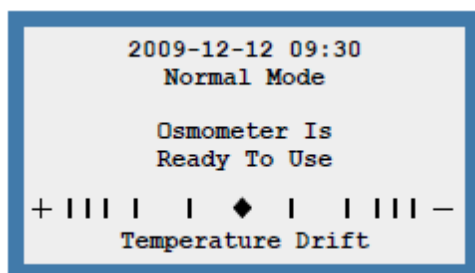 2009-12-12 09:30
Normal Mode
Osmometer Is
Ready To Use
+ ||| | | ◆ | | ||| −
Temperature Drift